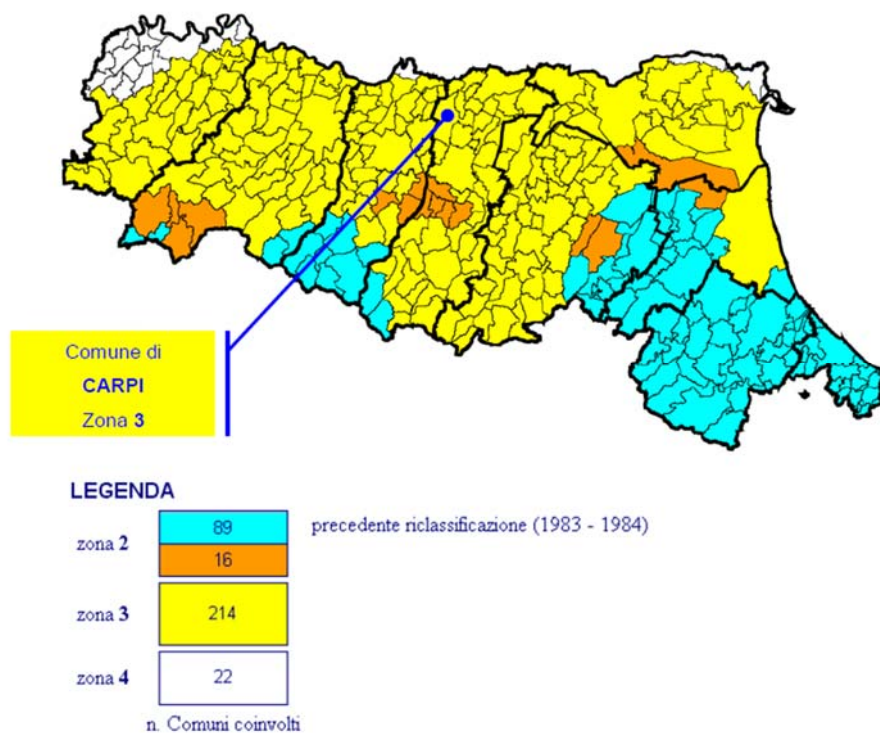 Comune di
CARPI
Zona 3
LEGENDA
zona 2
89
precedente riclassificazione (1983 - 1984)
16
zona 3
214
zona 4
22
n. Comuni coinvolti